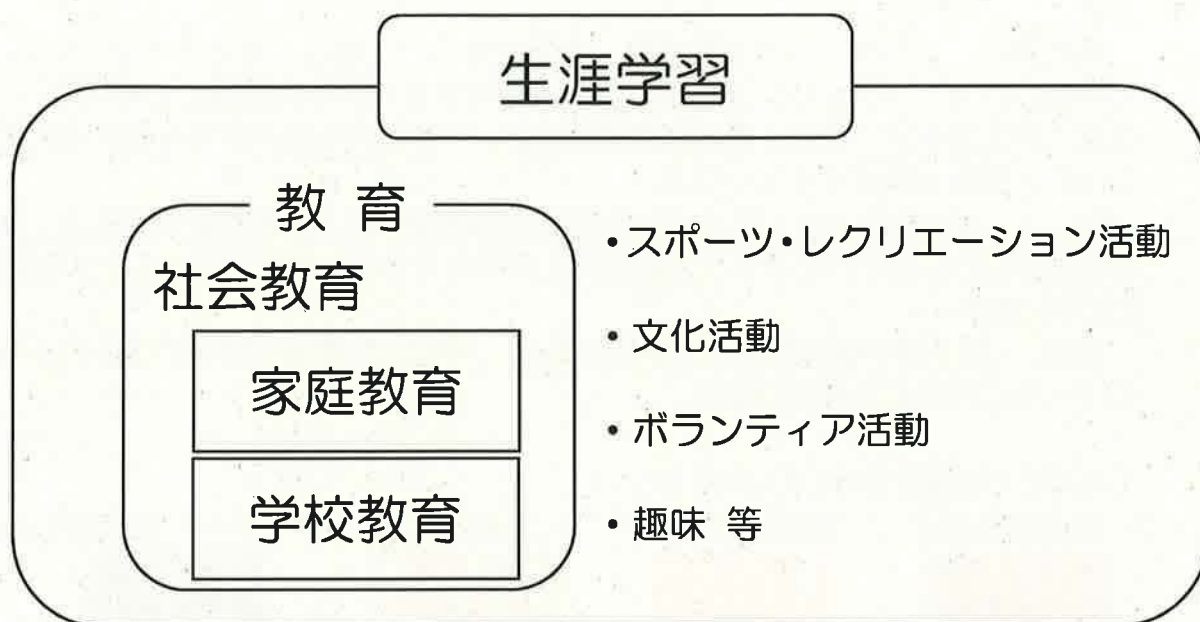 生涯学習
教 育
社会教育
家庭教育
学校教育
・スポーツ・レクリエーション活動
・文化活動
・ボランティア活動
・趣味 等